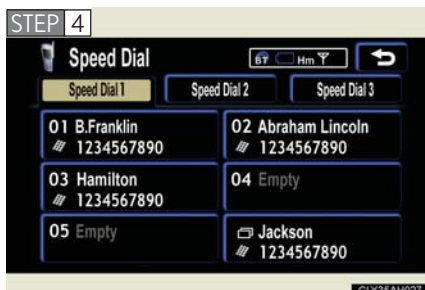 STEP 4
Speed Dial
BT Hm
Speed Dial 1 Speed Dial 2 Speed Dial 3
01 B.Franklin 02 Abraham Lincoln
1234567890 1234567890
03 Hamilton 04 Empty
1234567890
05 Empty Jackson
1234567890